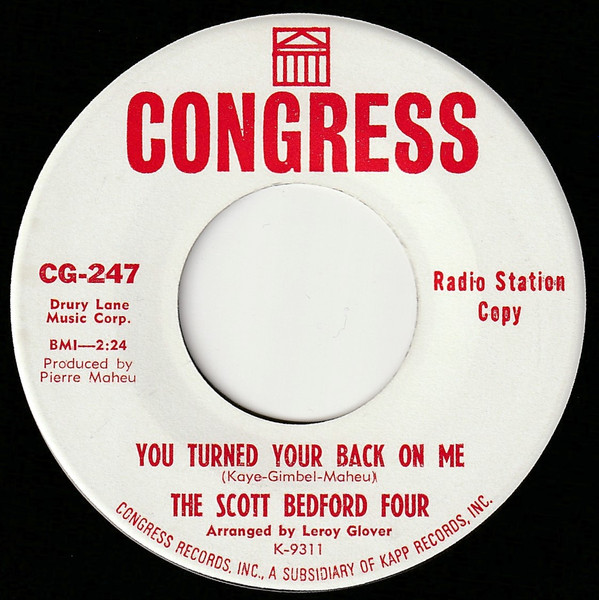 CONGRESS
CG-247
Drury Lane
Music Corp.
BMI—2:24
Produced by
Pierre Maheu
Radio Station
Copy
YOU TURNED YOUR BACK ON ME
(Kaye-Gimbel-Maheu)
THE SCOTT BEDFORD FOUR
Arranged by Leroy Glover
K-9311
CONGRESS RECORDS, INC., A SUBSIDIARY OF KAPP RECORDS, INC.